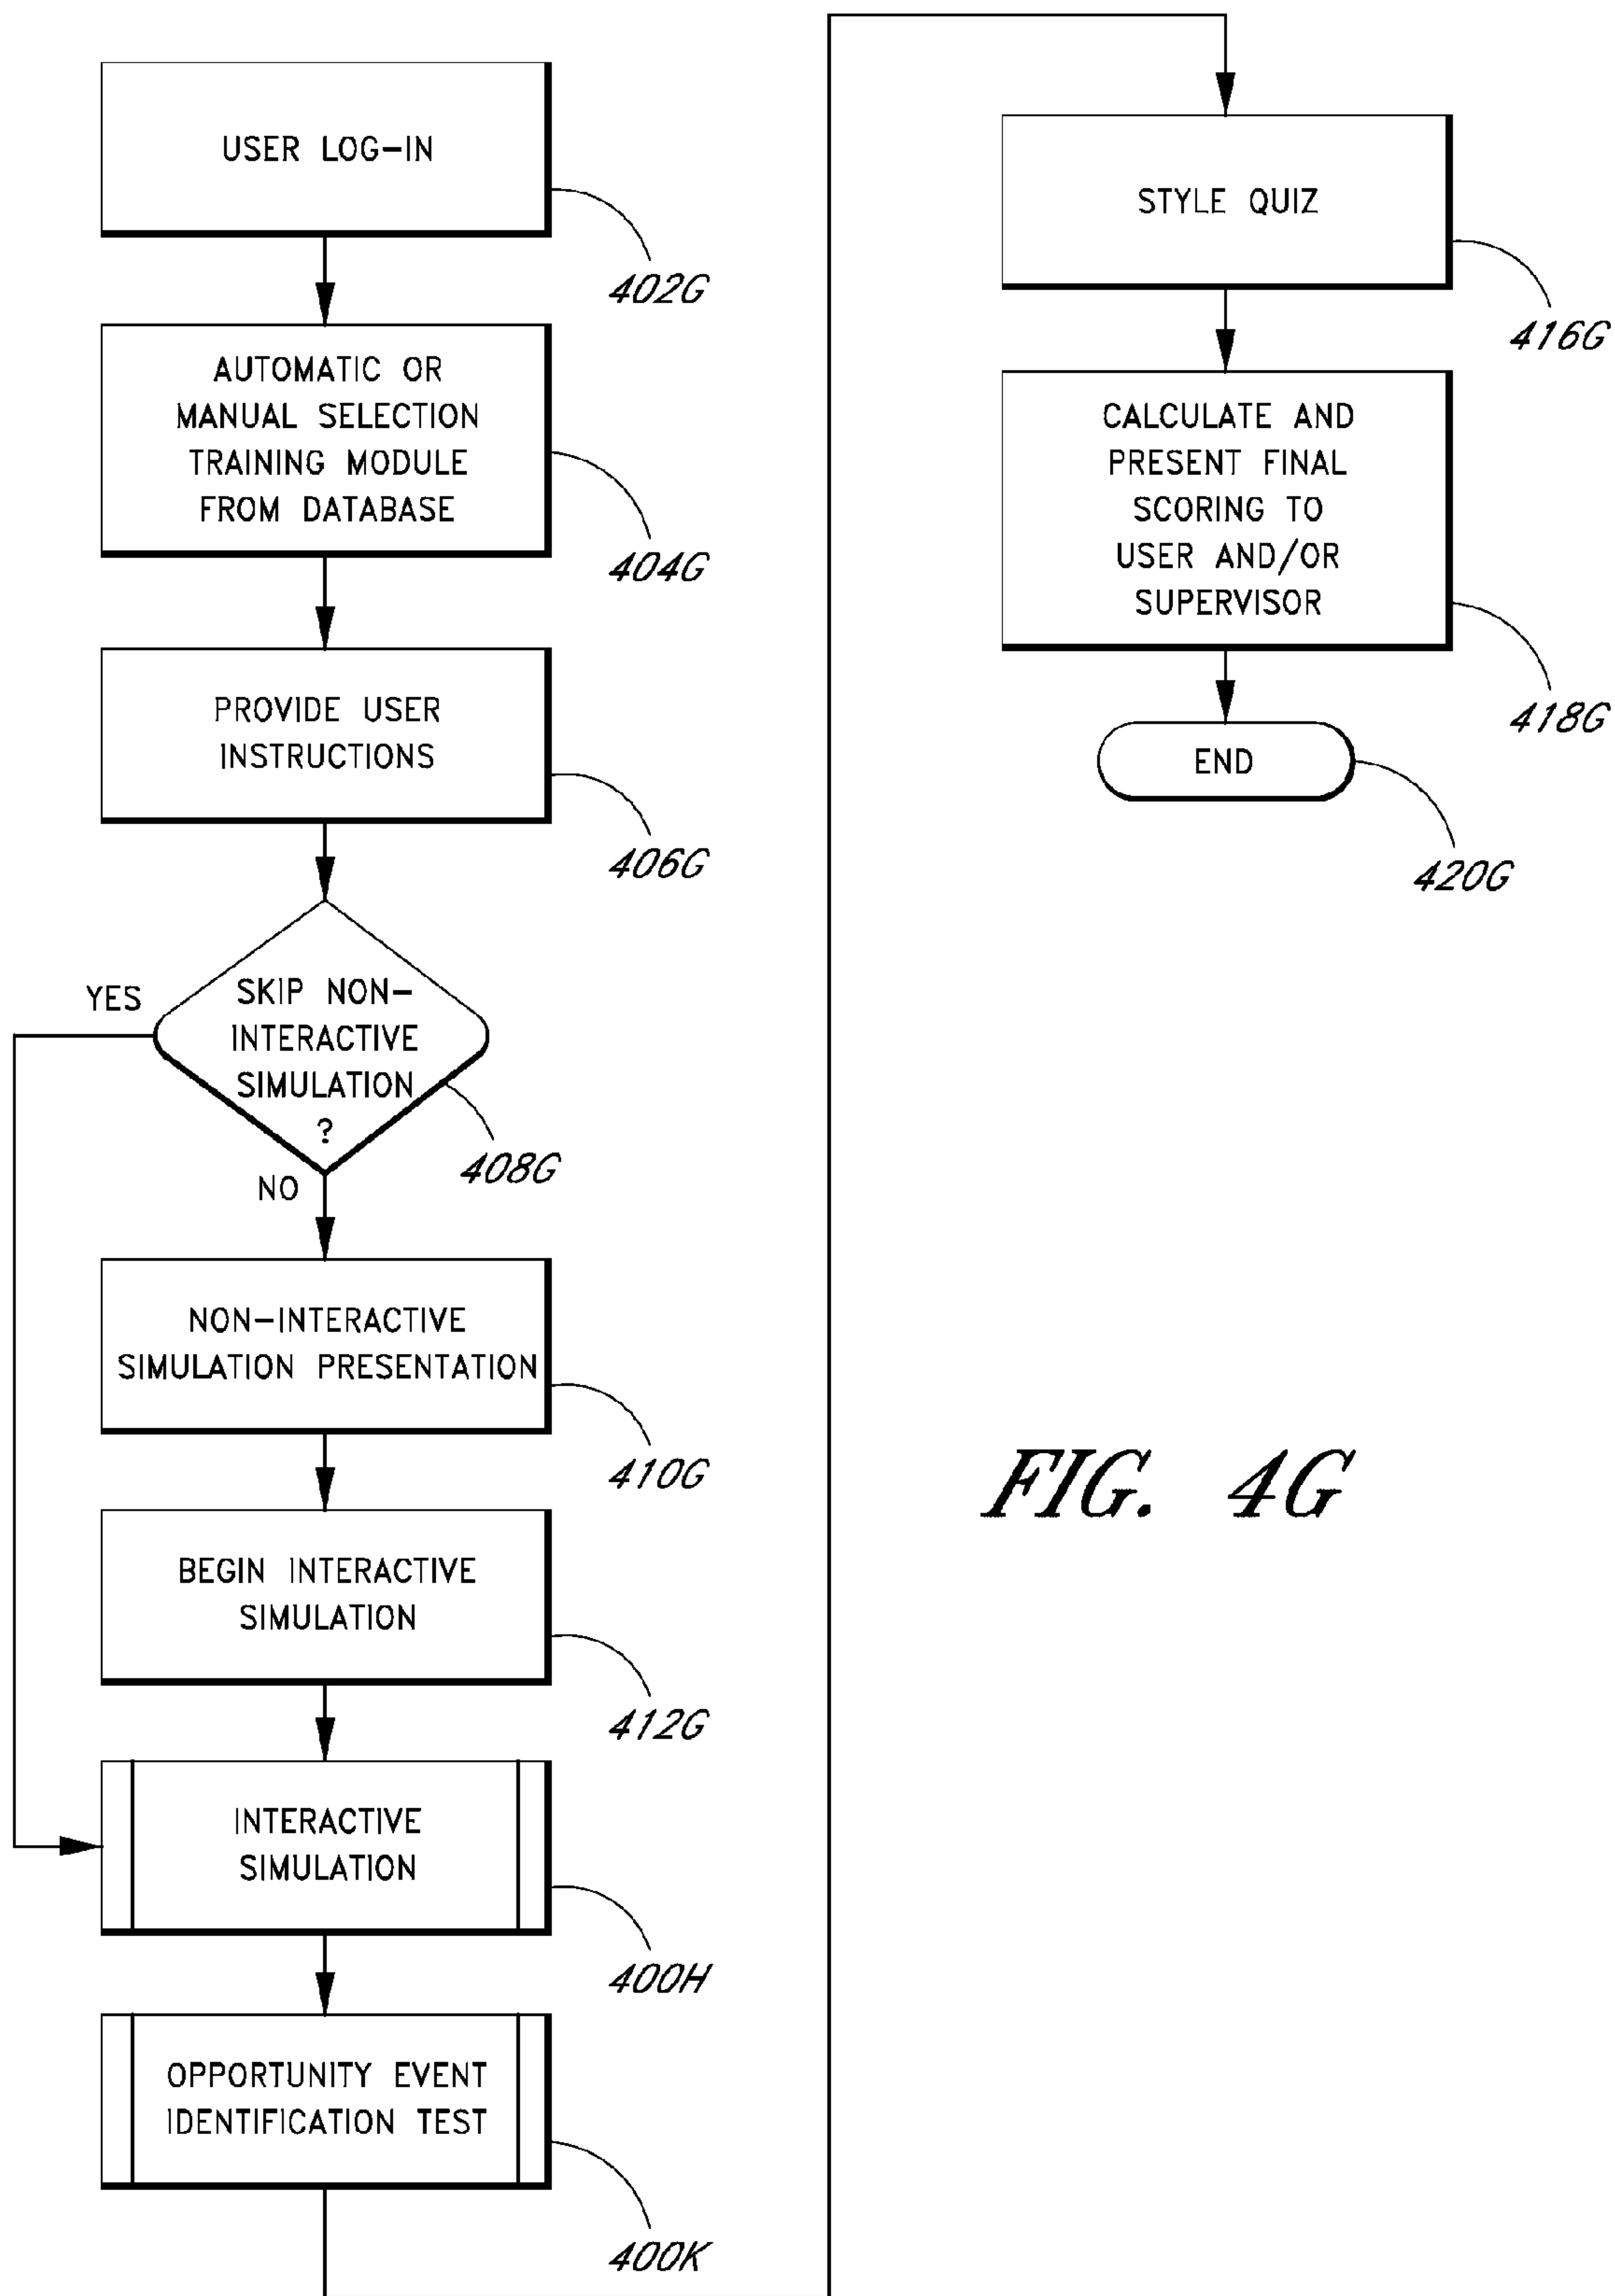 USER LOG-IN
402G
AUTOMATIC OR
MANUAL SELECTION
TRAINING MODULE
FROM DATABASE
404G
PROVIDE USER
INSTRUCTIONS
406G
YES
SKIP NON-
INTERACTIVE
SIMULATION
?
408G
NO
NON-INTERACTIVE
SIMULATION PRESENTATION
410G
BEGIN INTERACTIVE
SIMULATION
412G
INTERACTIVE
SIMULATION
400H
OPPORTUNITY EVENT
IDENTIFICATION TEST
400K
STYLE QUIZ
416G
CALCULATE AND
PRESENT FINAL
SCORING TO
USER AND/OR
SUPERVISOR
418G
END
420G
FIG. 4G